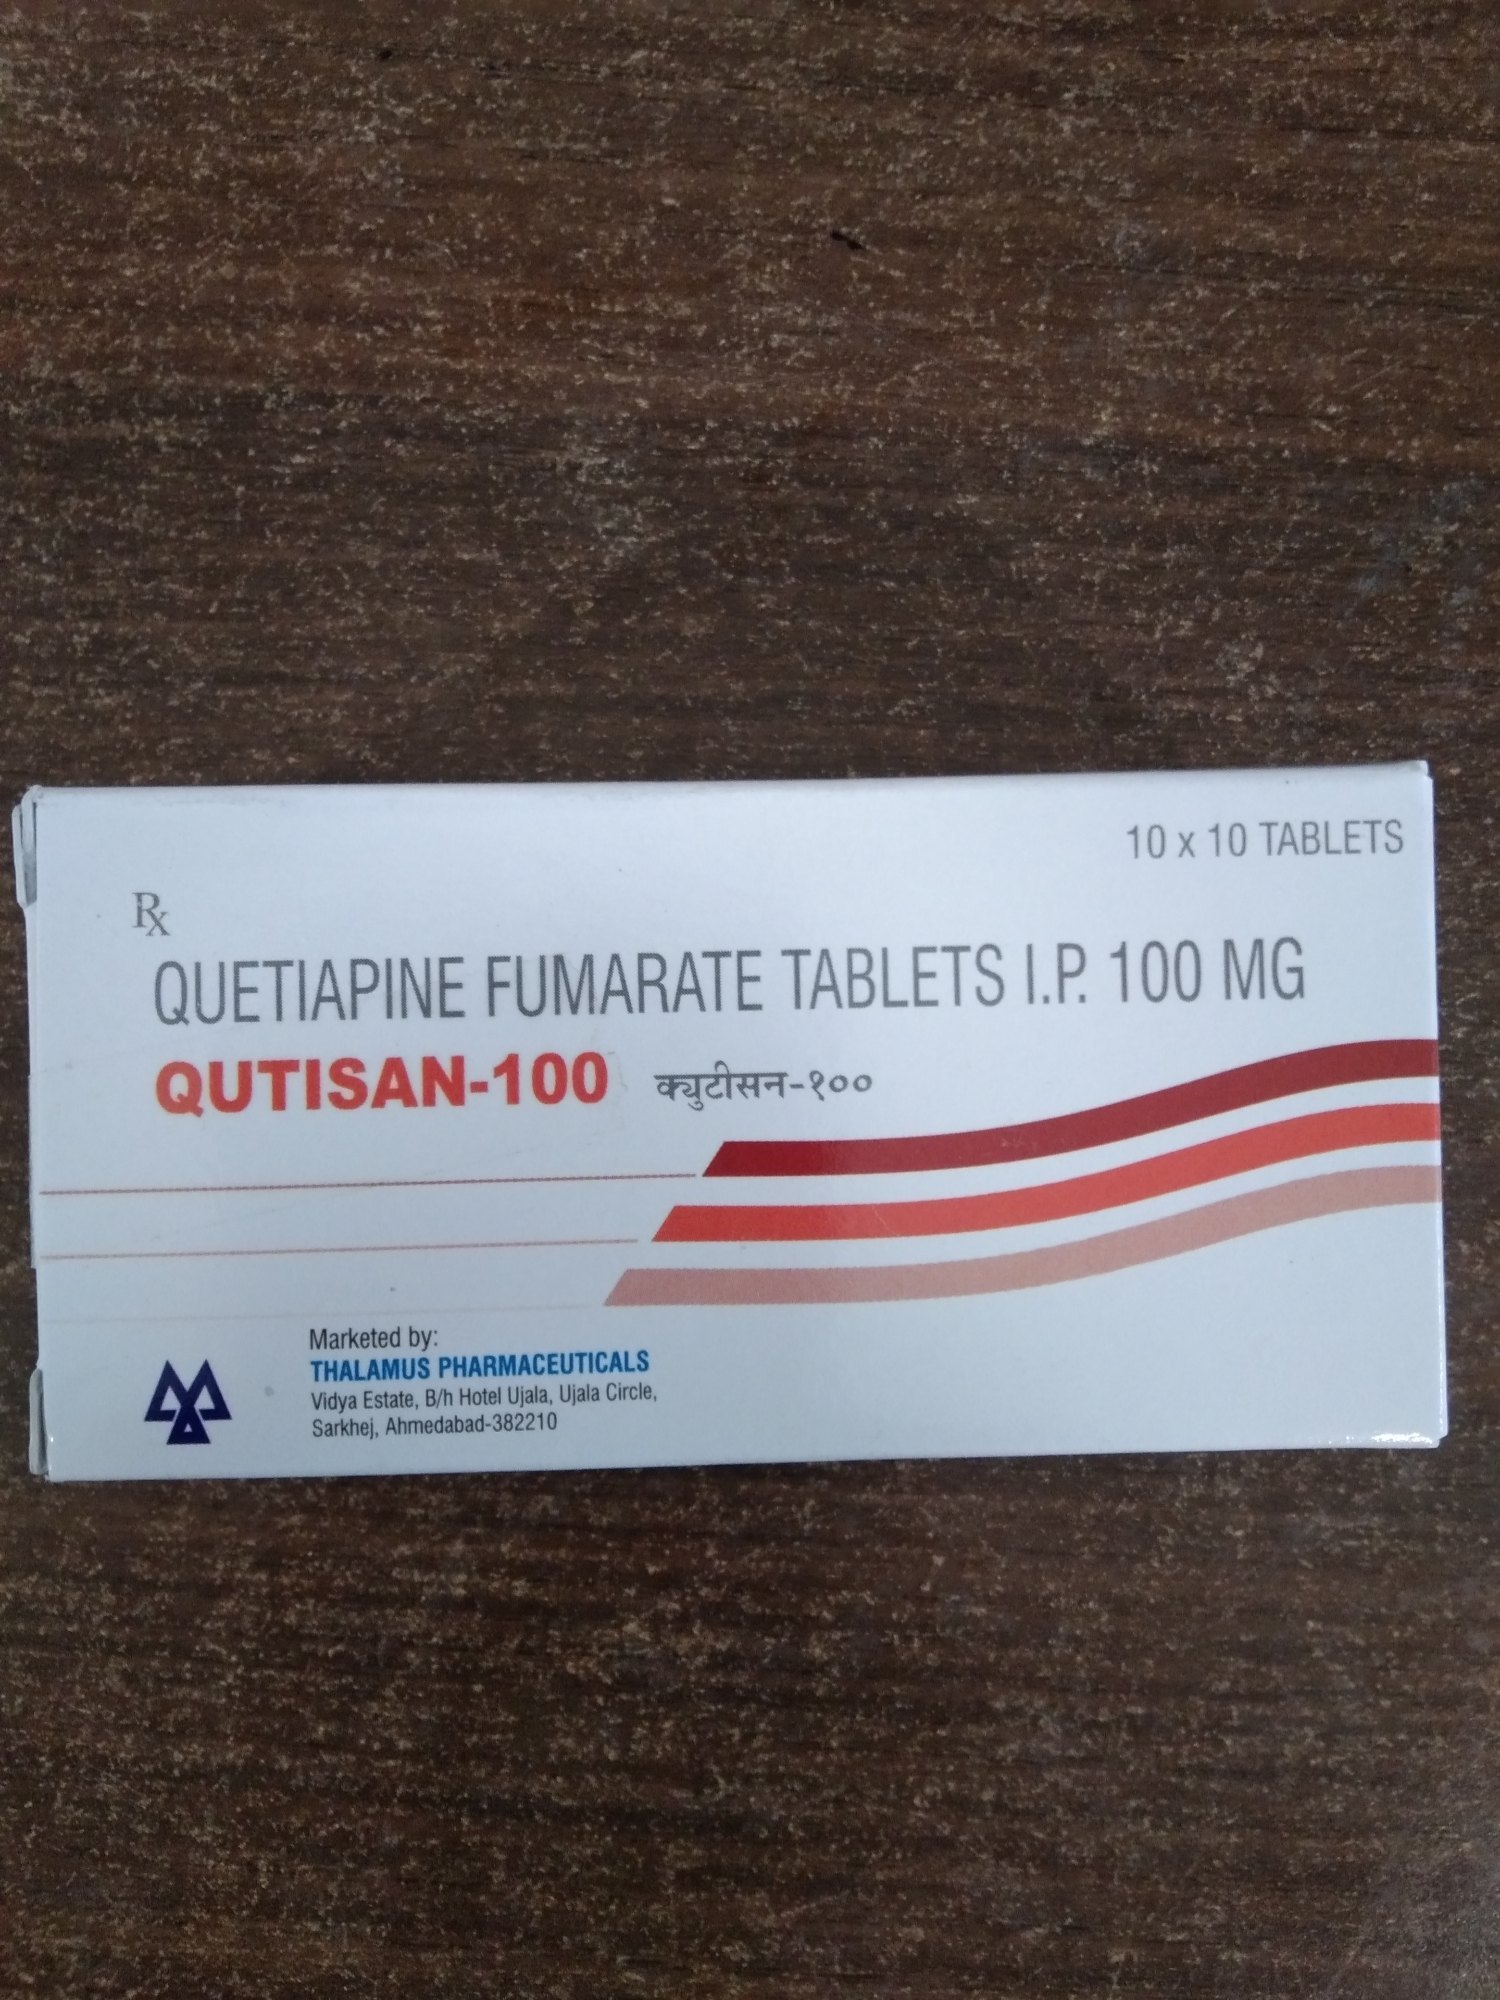 10 x 10 TABLETS
Rx
QUETIAPINE FUMARATE TABLETS I.P. 100 MG
QUTISAN-100 क्युटीसन-१००
Marketed by:
THALAMUS PHARMACEUTICALS
Vidya Estate, B/h Hotel Ujala, Ujala Circle,
Sarkhej, Ahmedabad-382210